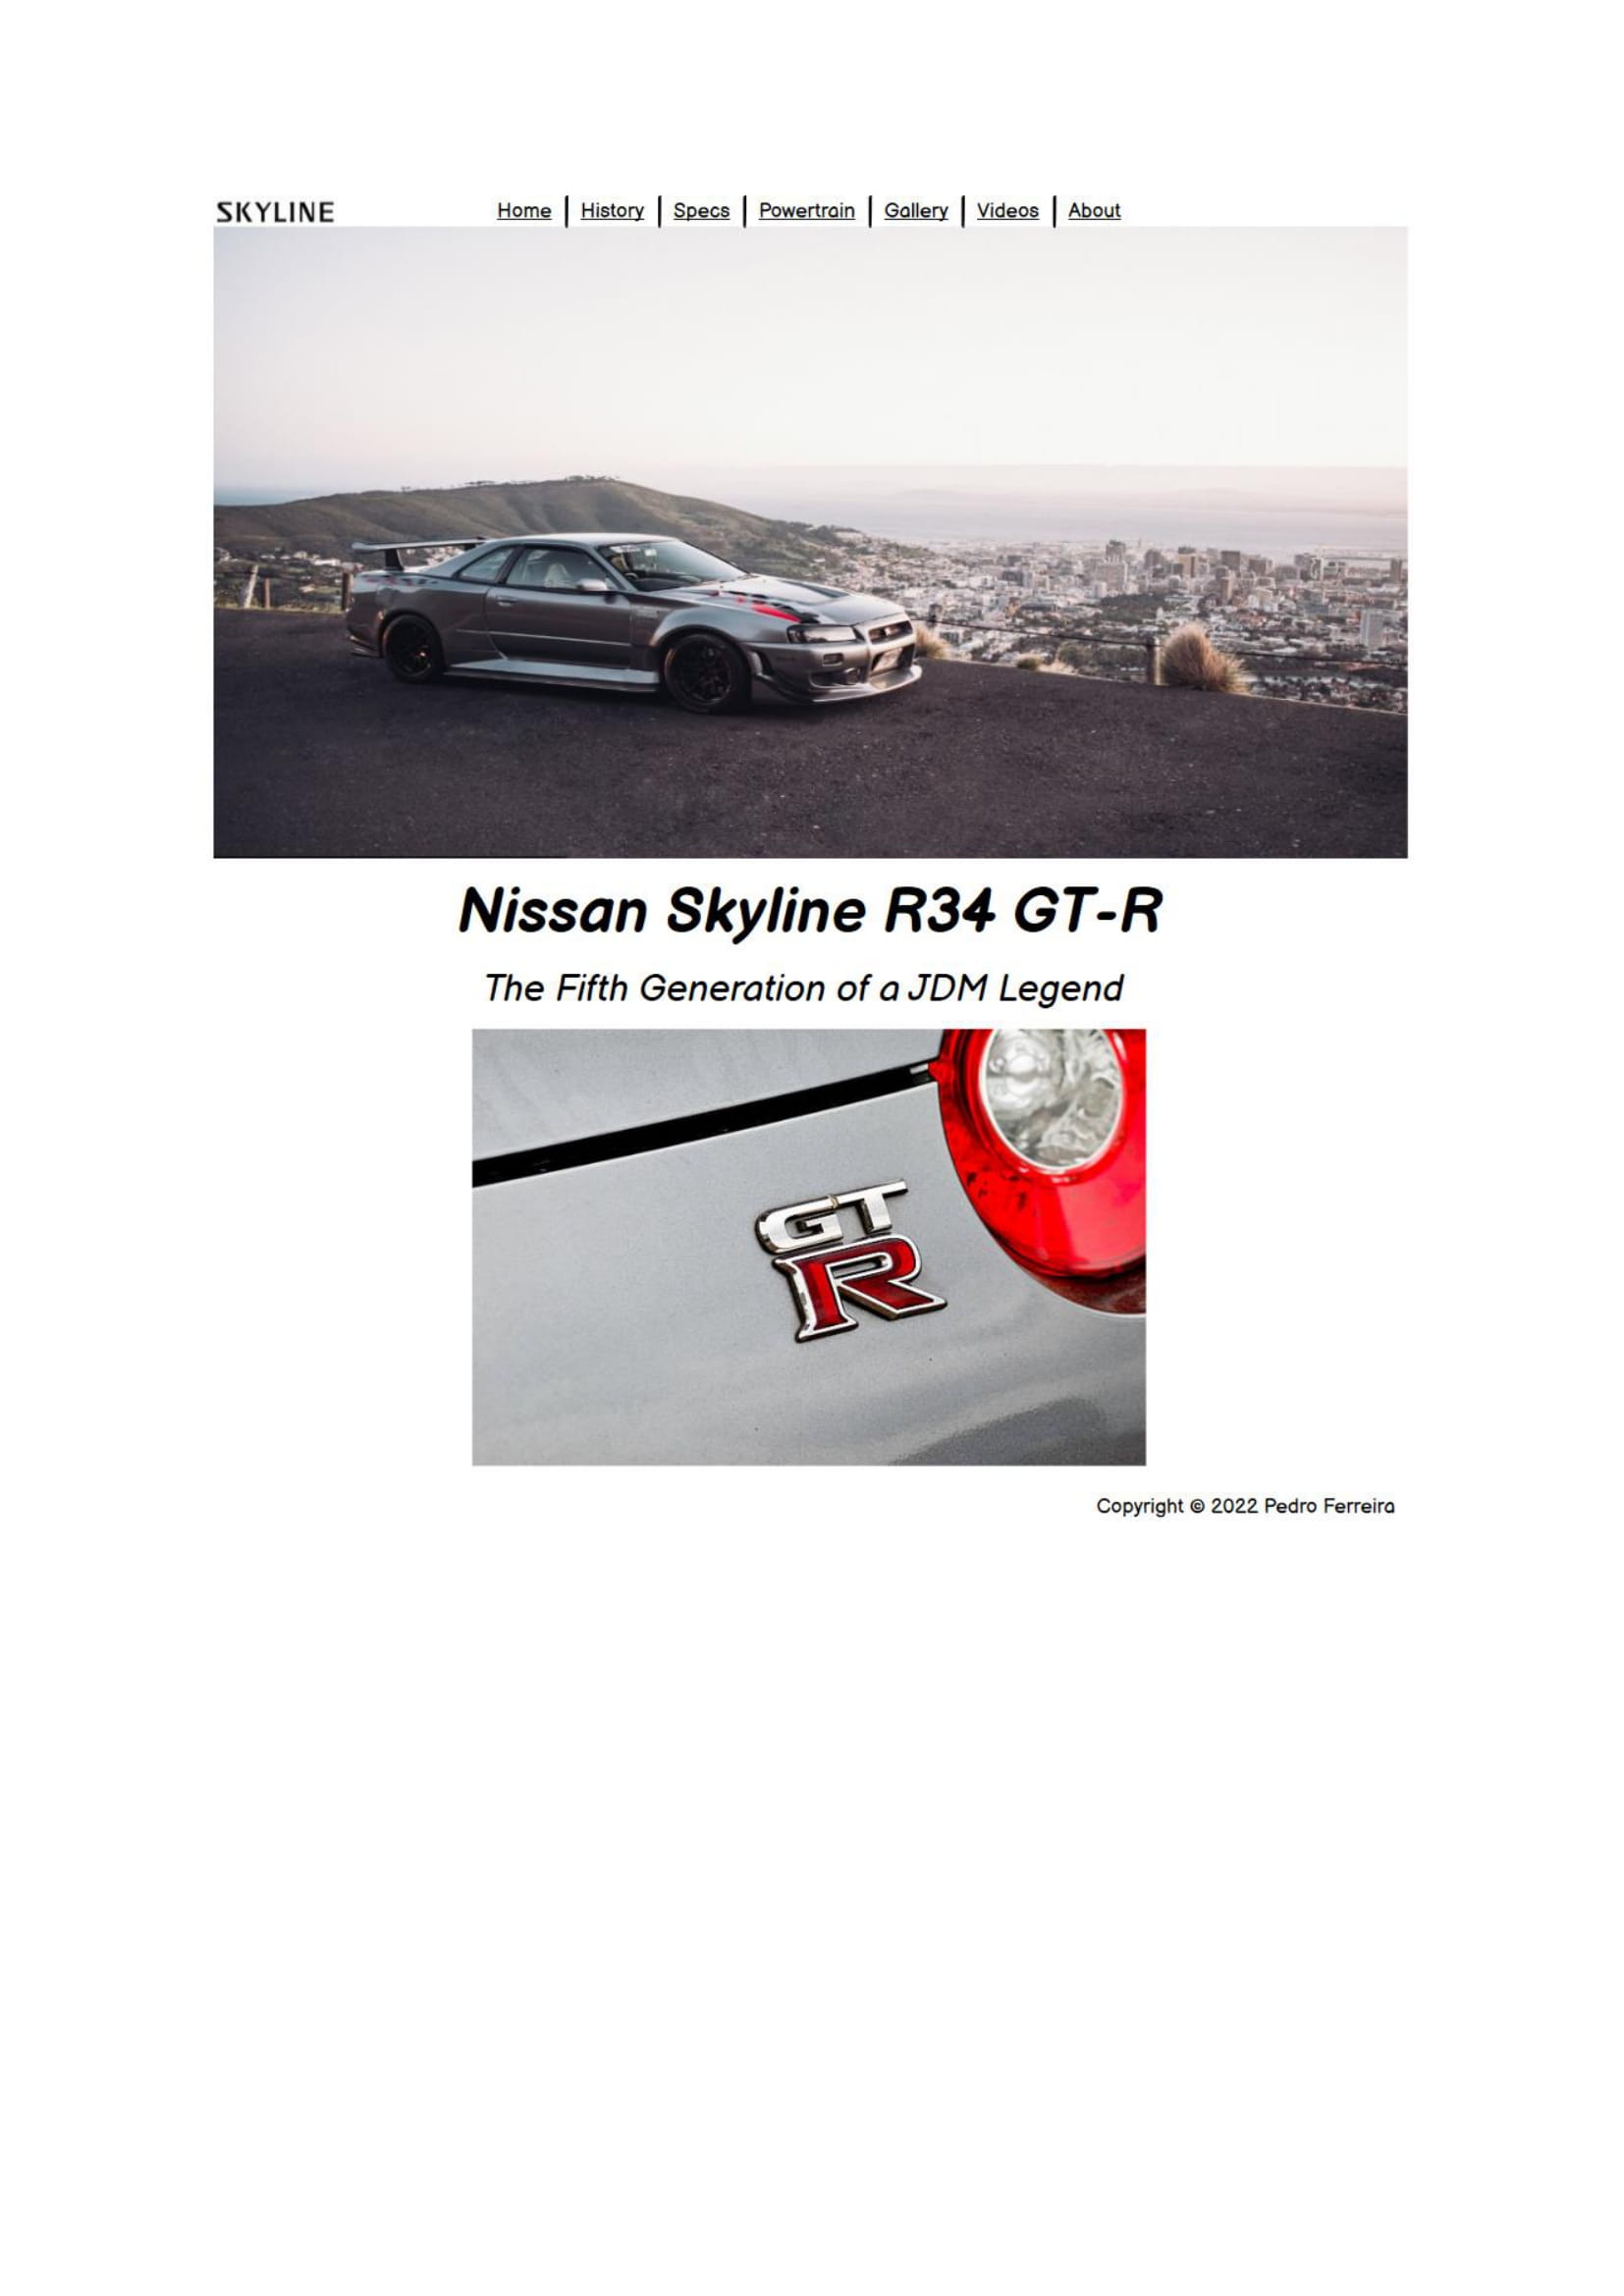 SKYLINE
Home | History | Specs | Powertrain | Gallery | Videos | About
Nissan Skyline R34 GT-R
The Fifth Generation of a JDM Legend
GT
R
Copyright © 2022 Pedro Ferreira